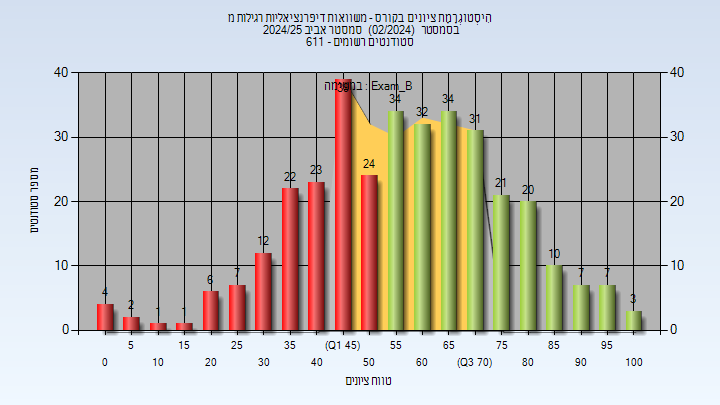 היסטוגרמת ציונים בקורס - משוואות דיפרנציאליות רגילות מ
בסמסטר (02/2024) סמסטר אביב 2024/25
סטודנטים רשומים - 611
Exam_B : בבחינה
מספר סטודנטים
40 30 20 10 0
40 30 20 10 0
4 2 1 1 6 7 12 22 23 39 24 34 32 34 31 21 20 10 7 7 3
5 15 25 35 (Q1 45) 55 65 75 85 95
0 10 20 30 40 50 60 (Q3 70) 80 90 100
טווח ציונים